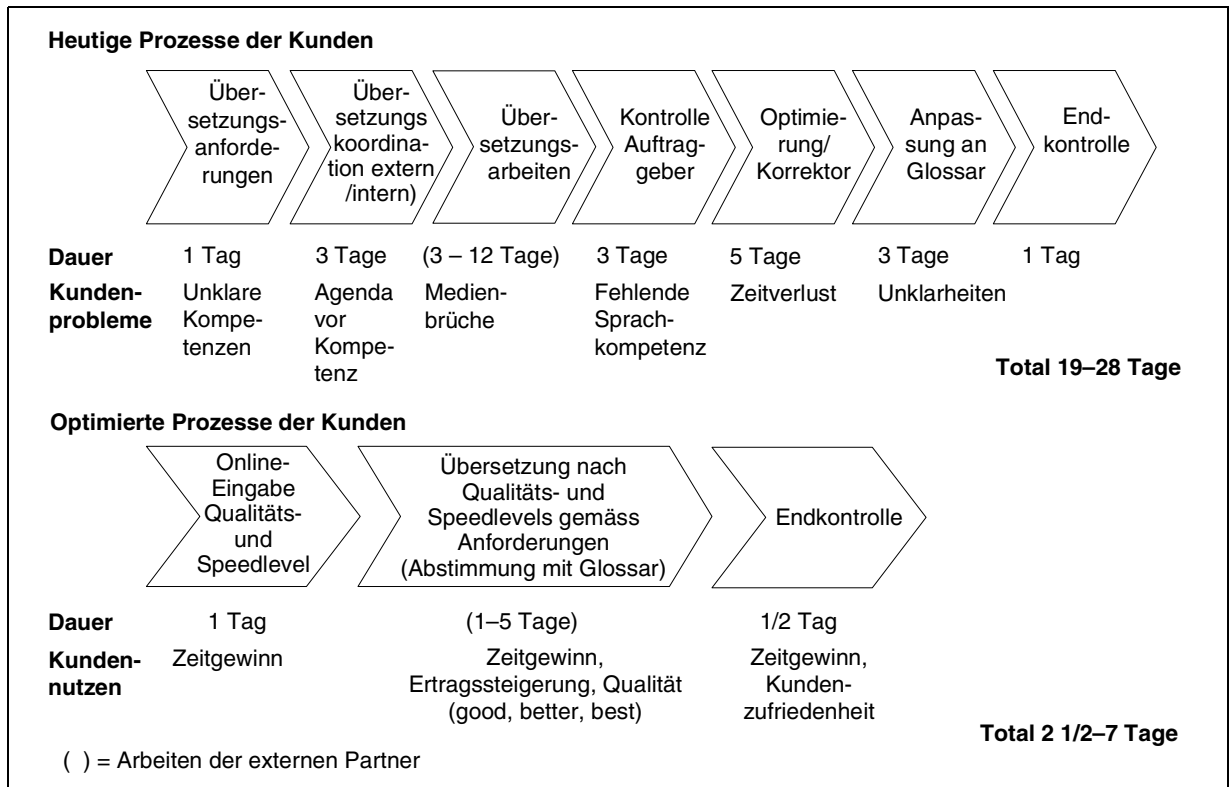 Heutige Prozesse der Kunden
Über-
setzungs-
anforde-
rungen
Über-
setzungs
koordina-
tion extern
/intern)
Über-
setzungs-
arbeiten
Kontrolle
Auftrag-
geber
Optimie-
rung/
Korrektor
Anpas-
sung an
Glossar
End-
kontrolle
Dauer 1 Tag 3 Tage (3 – 12 Tage) 3 Tage 5 Tage 3 Tage 1 Tag
Kunden-
probleme
Unklare
Kompe-
tenzen
Agenda
vor
Kompe-
tenz
Medien-
brüche
Fehlende
Sprach-
kompetenz
Zeitverlust
Unklarheiten
Total 19–28 Tage
Optimierte Prozesse der Kunden
Online-
Eingabe
Qualitäts-
und
Speedlevel
Übersetzung nach
Qualitäts- und
Speedlevels gemäss
Anforderungen
(Abstimmung mit Glossar)
Endkontrolle
Dauer 1 Tag (1–5 Tage) 1/2 Tag
Kunden-
nutzen
Zeitgewinn
Zeitgewinn,
Ertragssteigerung, Qualität
(good, better, best)
Zeitgewinn,
Kunden-
zufriedenheit
Total 2 1/2–7 Tage
( ) = Arbeiten der externen Partner